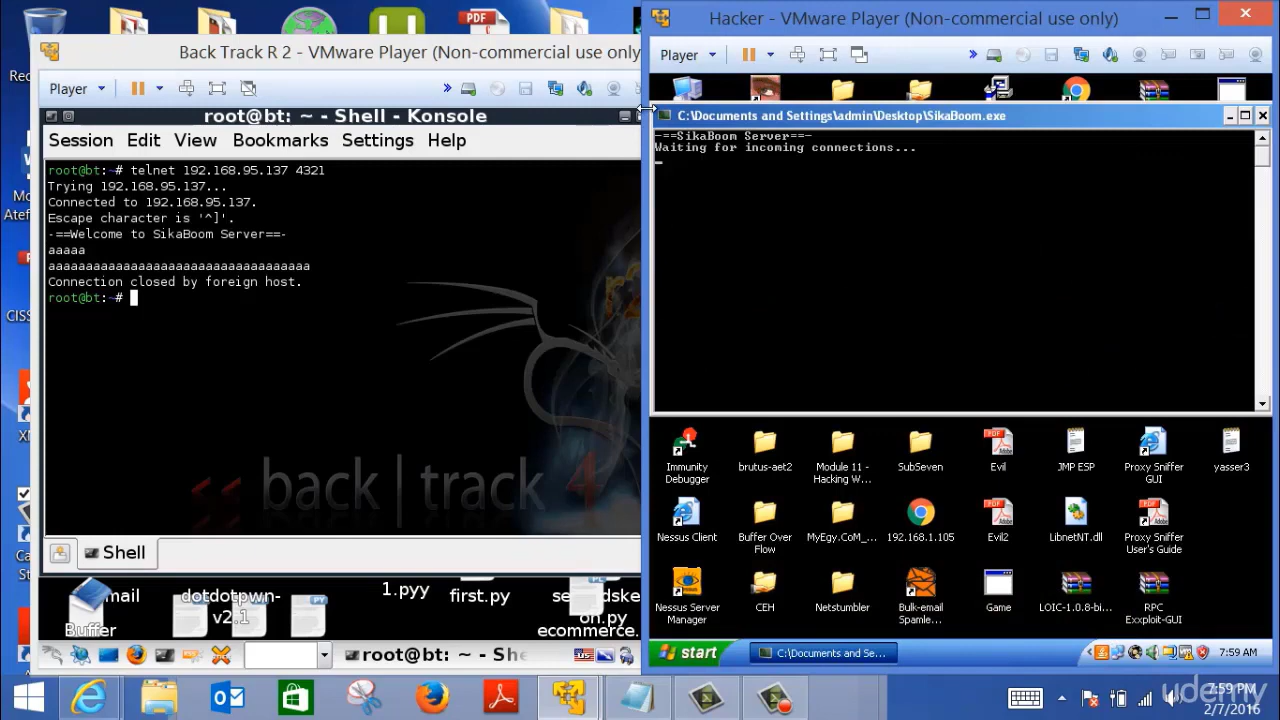 Back Track R 2 - VMware Player (Non-commercial use only
Player
root@bt: ~ - Shell - Konsole
Session Edit View Bookmarks Settings Help
root@bt:~# telnet 192.168.95.137 4321
Trying 192.168.95.137...
Connected to 192.168.95.137.
Escape character is '^]'.
-==Welcome to SikaBoom Server==-
aaaaa
aaaaaaaaaaaaaaaaaaaaaaaaaaaaaaaaaaa
Connection closed by foreign host.
root@bt:~#
<< back | track 4
Shell
mail
Buffer
dotdotpwn-
v2.1
1.pyy
first.py
on.py
ecommerce.
root@bt: ~ - She
Hacker - VMware Player (Non-commercial use only)
Player
C:\Documents and Settings\admin\Desktop\SikaBoom.exe
-==SikaBoom Server==-
Waiting for incoming connections...
Immunity
Debugger
brutus-aet2
Module 11 -
Hacking W...
SubSeven
Evil
JMP ESP
Proxy Sniffer
GUI
yasser3
Nessus Client
Buffer Over
Flow
MyEgy.CoM_...
192.168.1.105
Evil2
LibnetNT.dll
Proxy Sniffer
User's Guide
Nessus Server
Manager
CEH
Netstumbler
Bulk-email
Spamle...
Game
LOIC-1.0.8-bi...
RPC
Exxploit-GUI
start
C:\Documents and Se...
7:59 AM
7:59 PM
2/7/2016
udemy